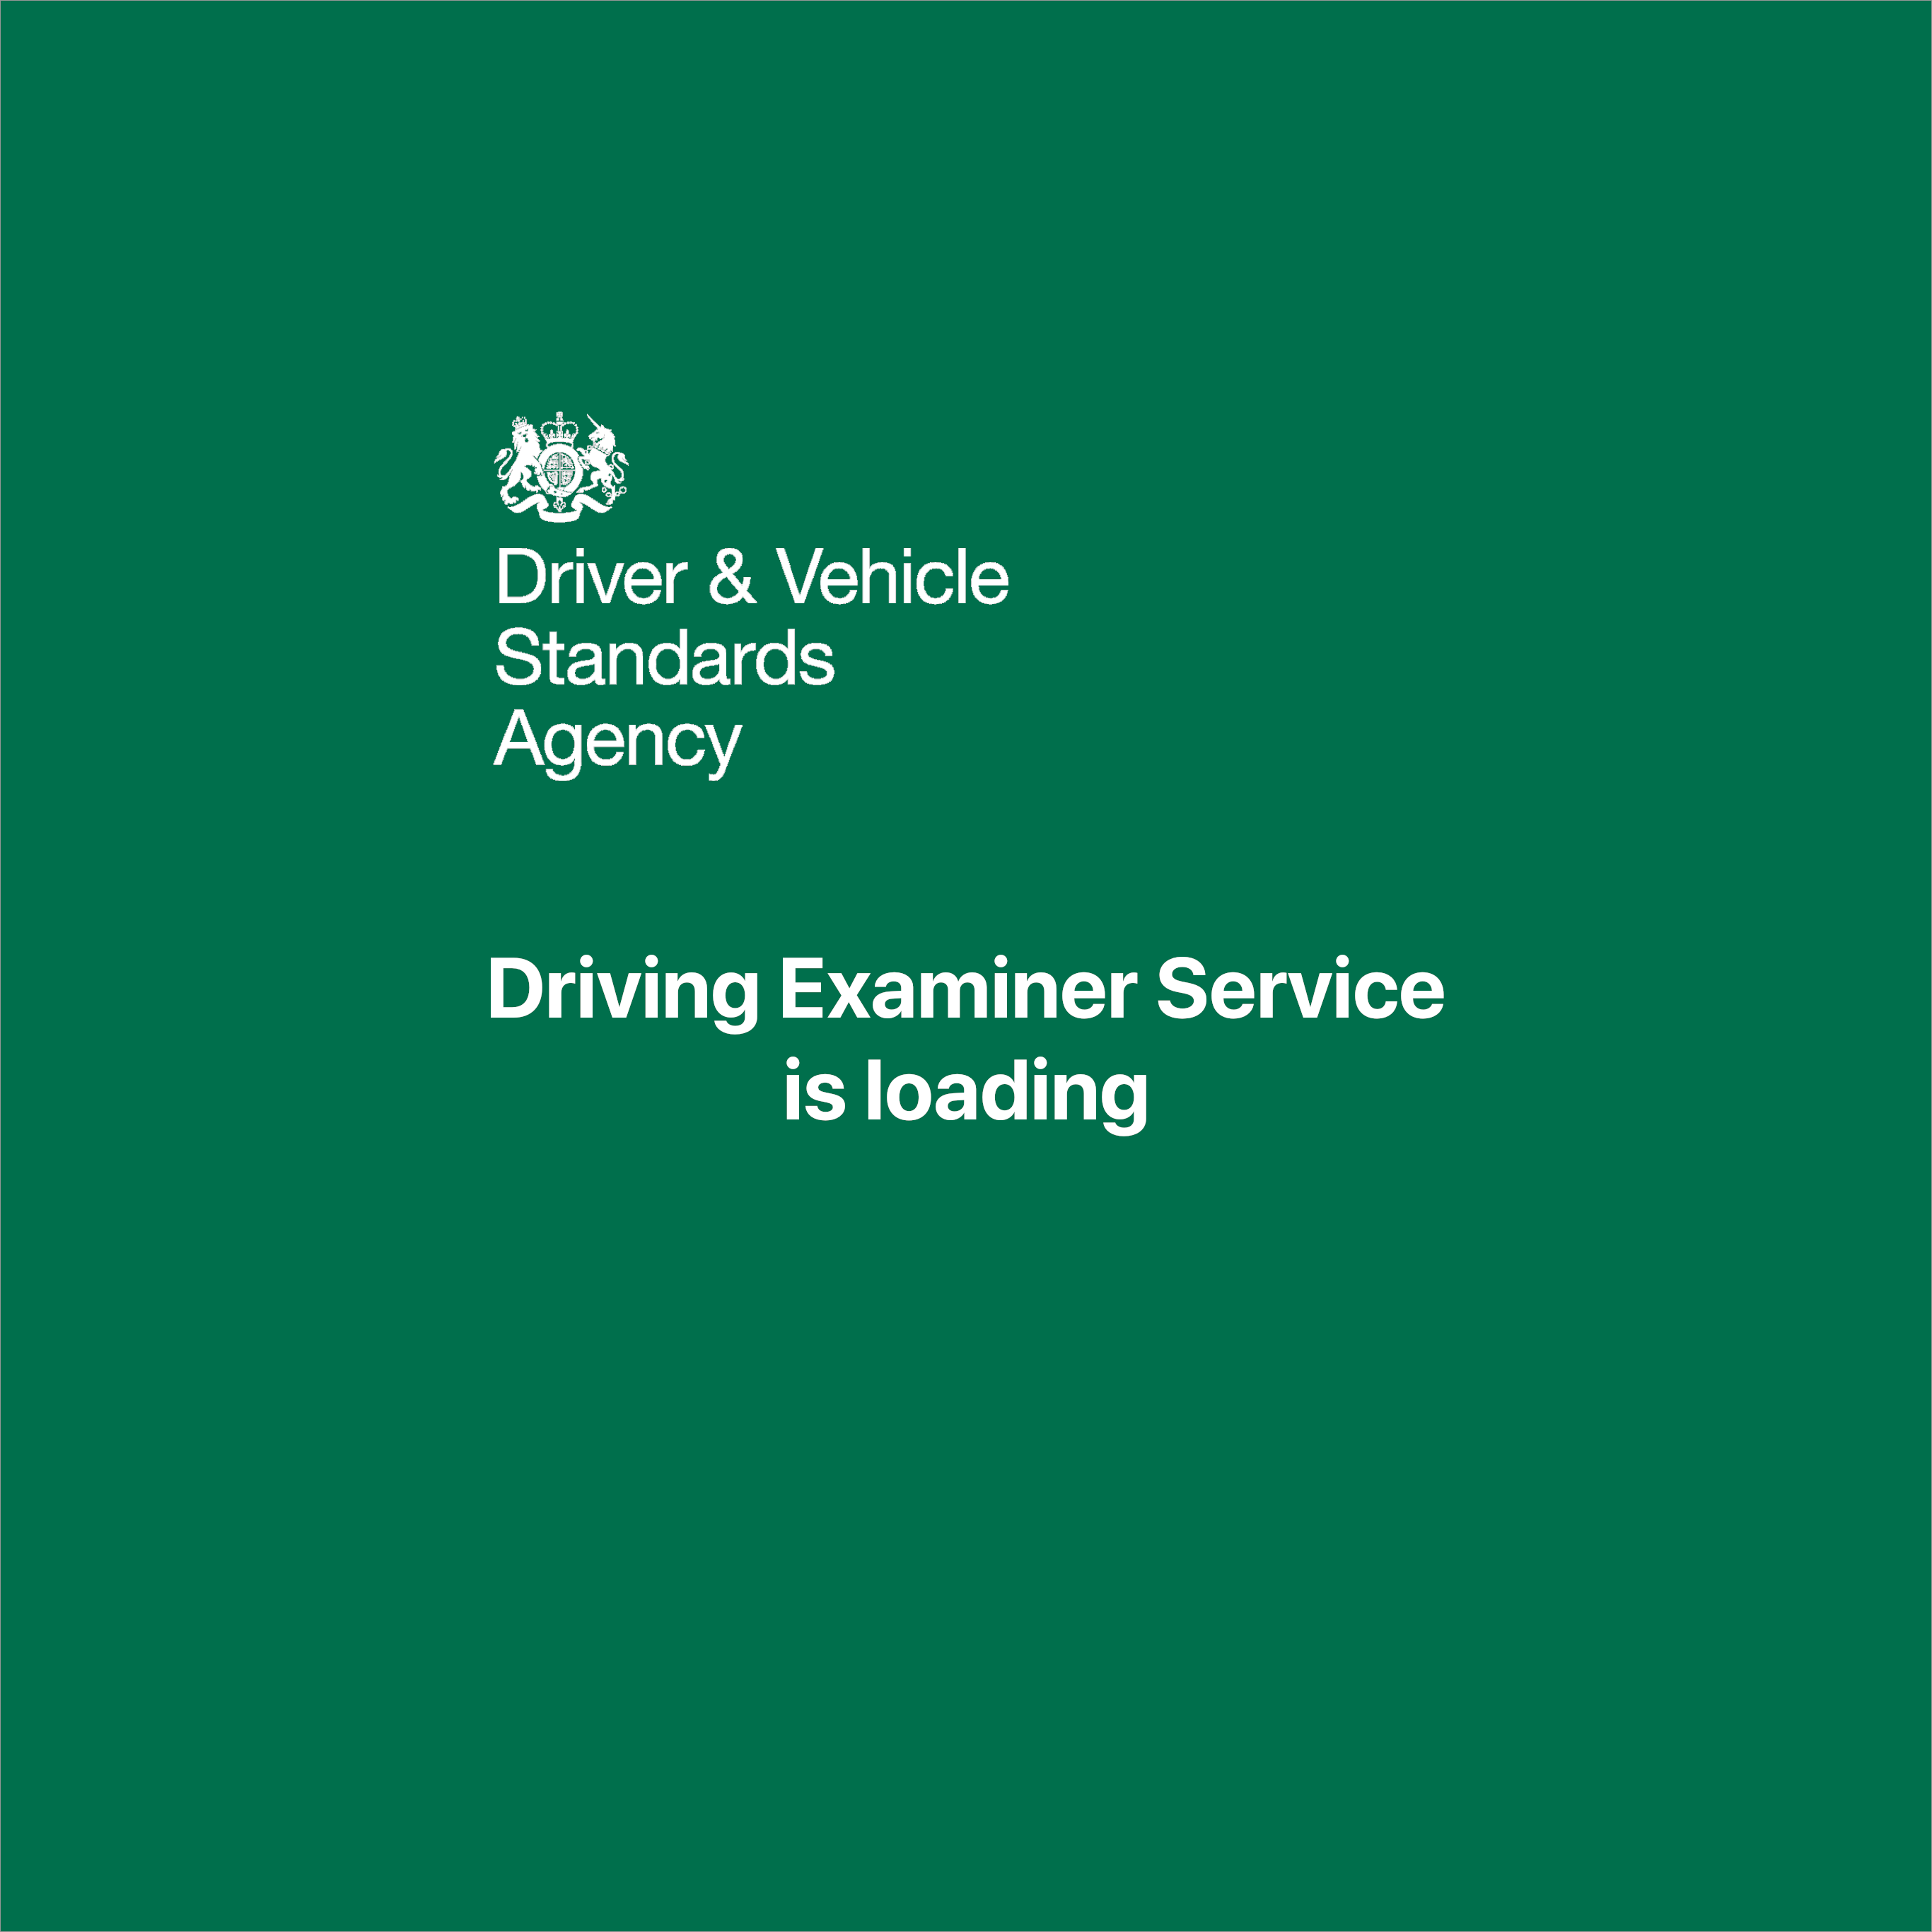 Driver & Vehicle
Standards
Agency
Driving Examiner Service
is loading